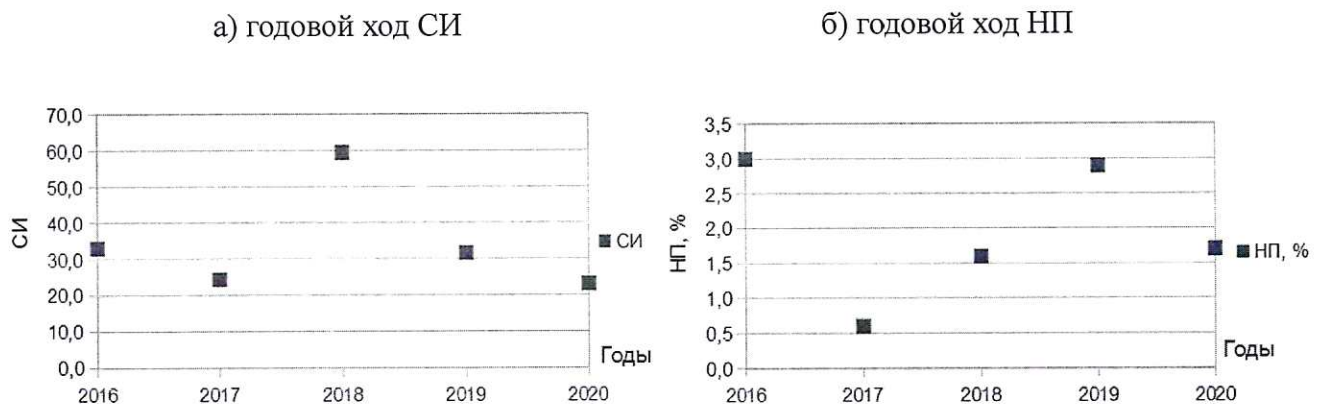 а) годовой ход СИ
70,0
60,0
50,0
40,0
30,0
20,0
10,0
0,0
СИ
СИ
Годы
2016 2017 2018 2019 2020
б) годовой ход НП
3,5
3,0
2,5
2,0
1,5
1,0
0,5
0,0
НП, %
НП, %
Годы
2016 2017 2018 2019 2020